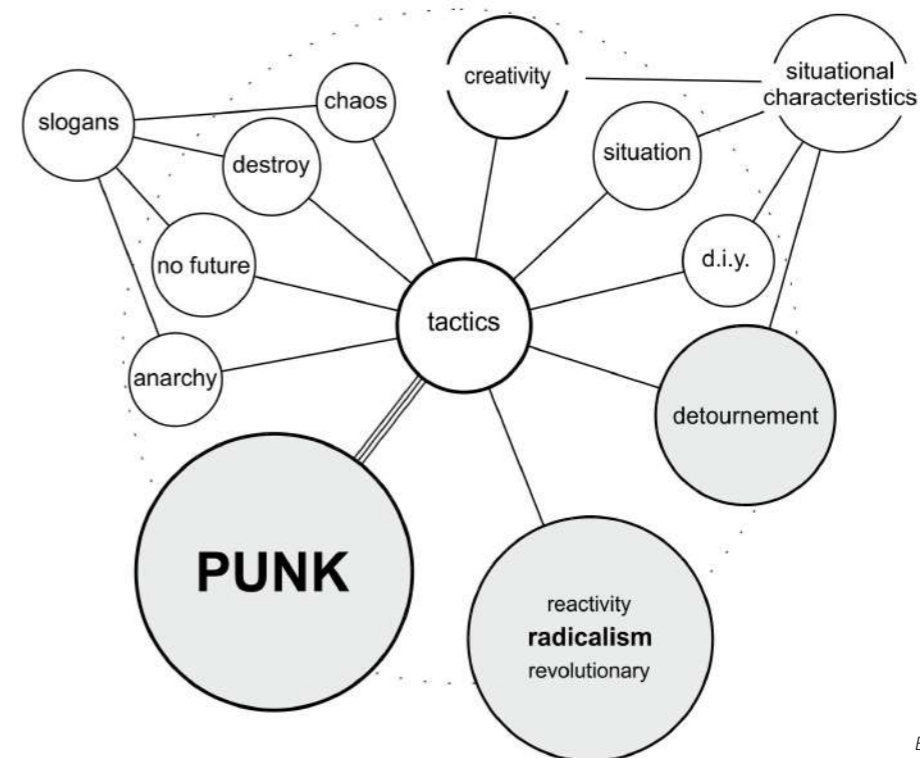 creativity
situational
characteristics
chaos
slogans
situation
destroy
no future
d.i.y.
tactics
anarchy
detournement
PUNK
reactivity
radicalism
revolutionary